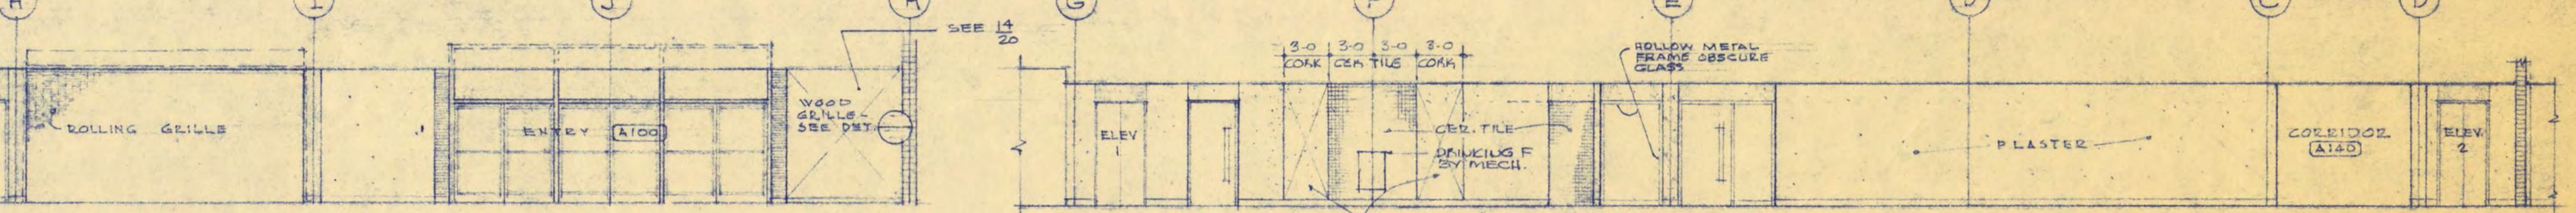 I
J
G
F
E
D
SEE 14/20
3-0 3-0 3-0 3-0
CORK CER TILE CORK
HOLLOW METAL
FRAME OBSCURE
GLASS
ROLLING GRILLE
ENTRY A100
WOOD
GRILLE-
SEE DET.
ELEV
1
CER. TILE
DRINKING F
BY MECH.
PLASTER
CORRIDOR
A140
ELEV.
2